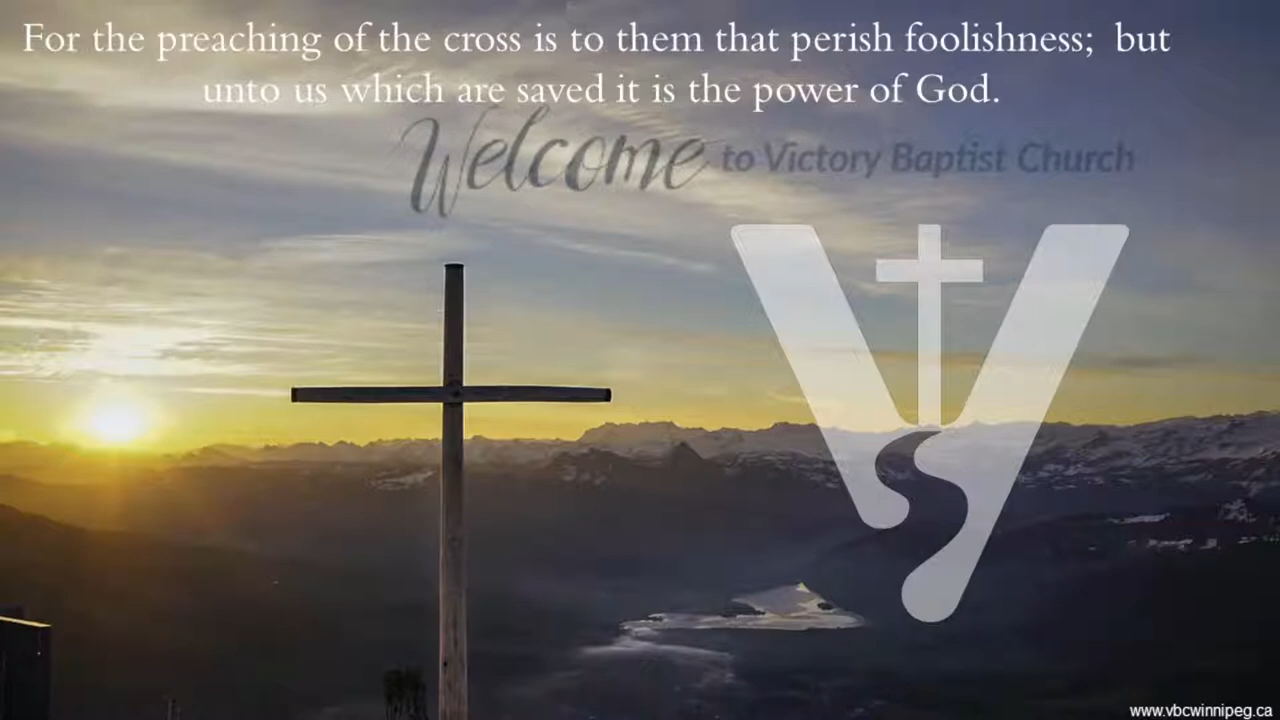 For the preaching of the cross is to them that perish foolishness; but
unto us which are saved it is the power of God.
Welcome to Victory Baptist Church
www.vbcwinnipeg.ca